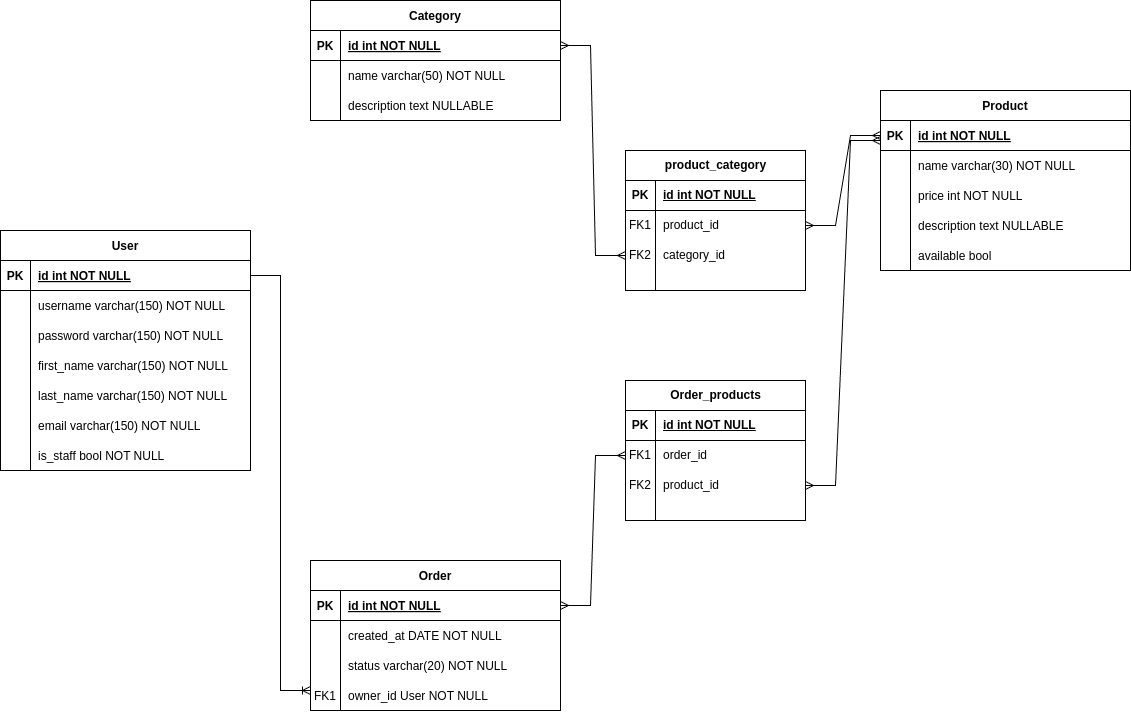 Category
PK id int NOT NULL
name varchar(50) NOT NULL
description text NULLABLE
Product
PK id int NOT NULL
name varchar(30) NOT NULL
price int NOT NULL
description text NULLABLE
available bool
product_category
PK id int NOT NULL
FK1 product_id
FK2 category_id
User
PK id int NOT NULL
username varchar(150) NOT NULL
password varchar(150) NOT NULL
first_name varchar(150) NOT NULL
last_name varchar(150) NOT NULL
email varchar(150) NOT NULL
is_staff bool NOT NULL
Order_products
PK id int NOT NULL
FK1 order_id
FK2 product_id
Order
PK id int NOT NULL
created_at DATE NOT NULL
status varchar(20) NOT NULL
FK1 owner_id User NOT NULL